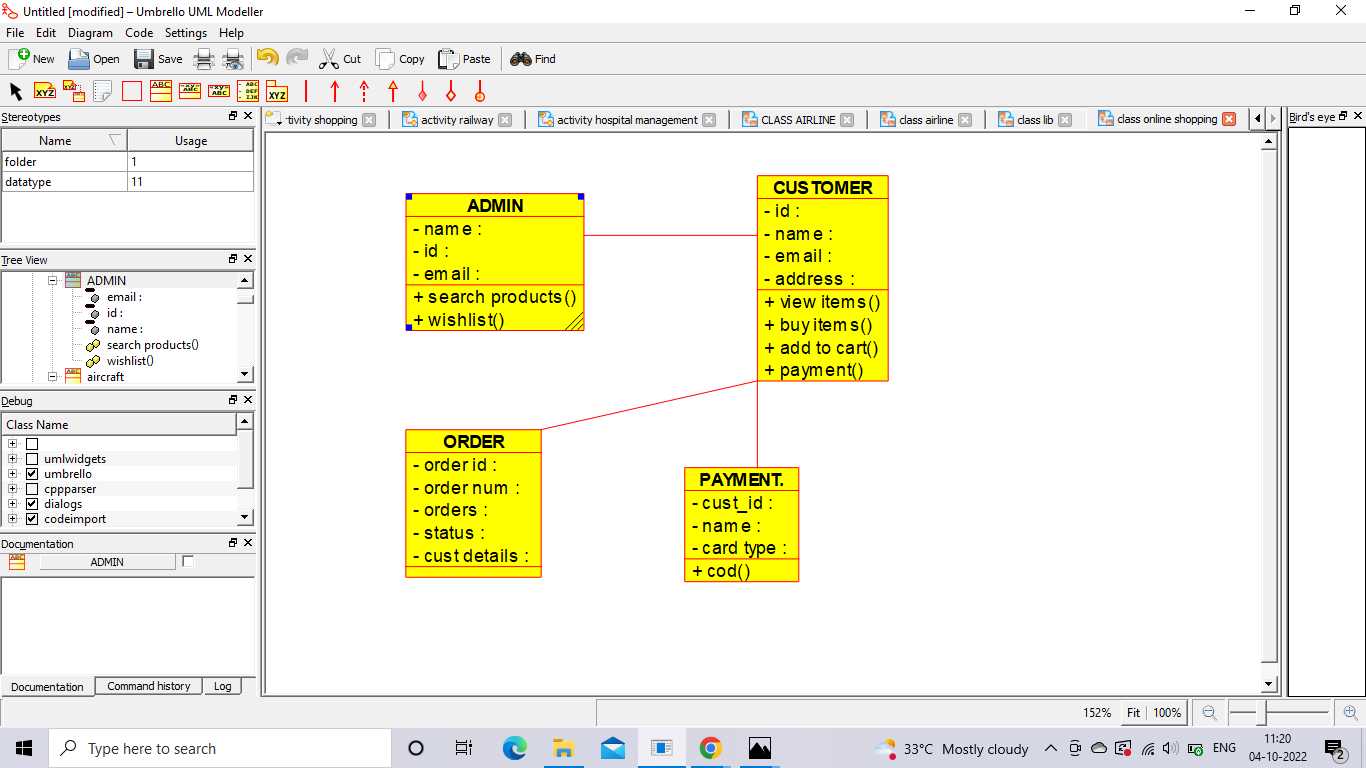 Untitled [modified] – Umbrello UML Modeller
File Edit Diagram Code Settings Help
New Open Save Cut Copy Paste Find
Stereotypes
Name Usage
folder 1
datatype 11
Tree View
ADMIN
email :
id :
name :
search products()
wishlist()
aircraft
Debug
Class Name
umlwidgets
umbrello
cppparser
dialogs
codeimport
Documentation
ADMIN
Documentation Command history Log
tivity shopping activity railway activity hospital management CLASS AIRLINE class airline class lib class online shopping
Bird's eye
ADMIN
- name :
- id :
- email :
+ search products()
+ wishlist()
CUSTOMER
- id :
- name :
- email :
- address :
+ view items()
+ buy items()
+ add to cart()
+ payment()
ORDER
- order id :
- order num :
- orders :
- status :
- cust details :
PAYMENT.
- cust_id :
- name :
- card type :
+ cod()
152% Fit 100%
Type here to search
33°C Mostly cloudy
ENG
11:20
04-10-2022
2